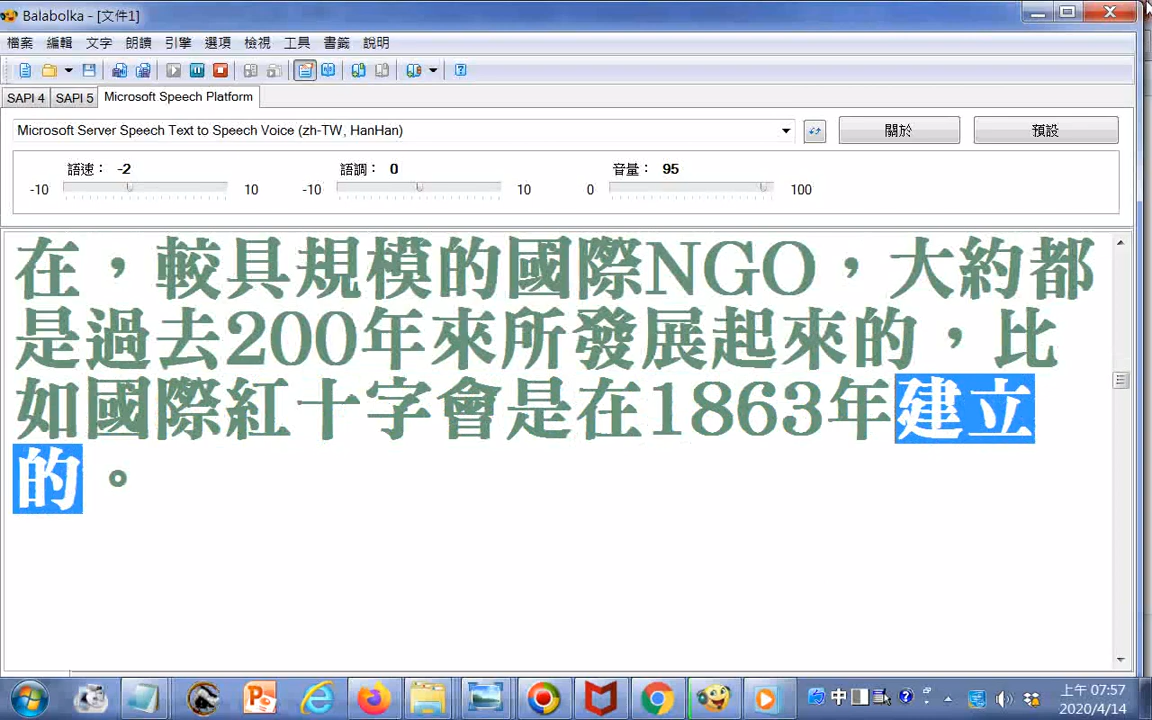 Balabolka - [文件1]
檔案 編輯 文字 朗讀 引擎 選項 檢視 工具 書籤 說明
SAPI 4 SAPI 5 Microsoft Speech Platform
Microsoft Server Speech Text to Speech Voice (zh-TW, HanHan) 關於 預設
語速： -2 語調： 0 音量： 95
-10 10 -10 10 0 100
在，較具規模的國際NGO，大約都
是過去200年來所發展起來的，比
如國際紅十字會是在1863年建立
的。
中 上午 07:57
2020/4/14